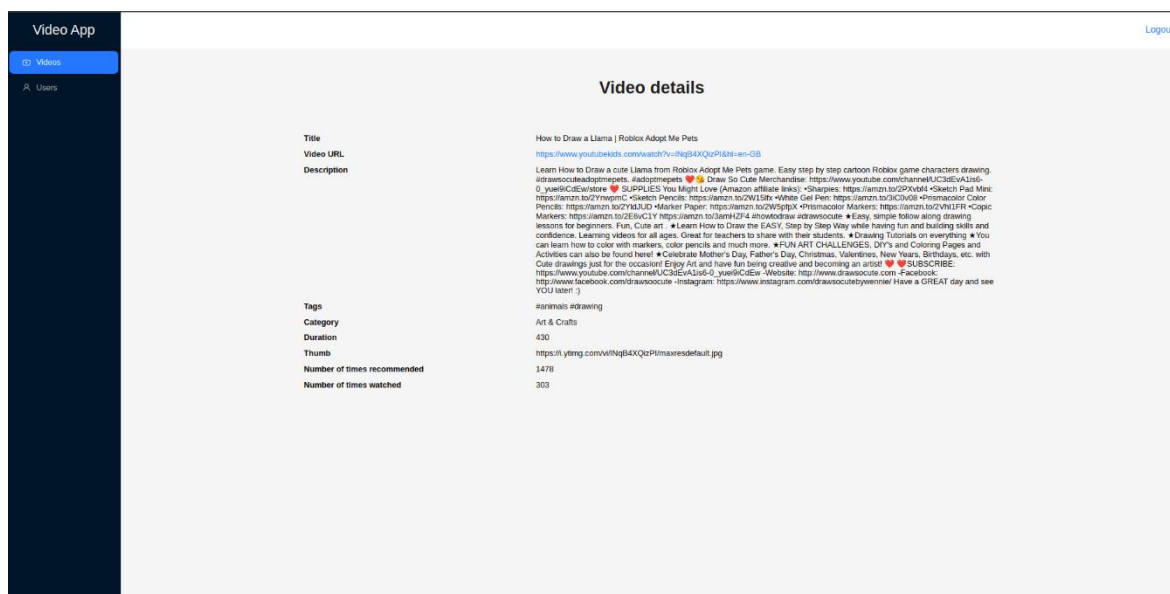 Video App
Logou
Videos
Users
Video details
Title
How to Draw a Llama | Roblox Adopt Me Pets
Video URL
https://www.youtubekids.com/watch?v=lNqB4XQizPI&hl=en-GB
Description
Learn How to Draw a cute Llama from Roblox Adopt Me Pets game. Easy step by step cartoon Roblox game characters drawing.
#drawsocuteadoptmepets. #adoptmepets ❤️😘 Draw So Cute Merchandise: https://www.youtube.com/channel/UC3dEvA1is6-
0_yuei9iCdEw/store ❤️ SUPPLIES You Might Love (Amazon affiliate links): •Sharpies: https://amzn.to/2PXvbf4 •Sketch Pad Mini:
https://amzn.to/2YnwpmC •Sketch Pencils: https://amzn.to/2W15lfx •White Gel Pen: https://amzn.to/3iC0v08 •Prismacolor Color
Pencils: https://amzn.to/2YldJUD •Marker Paper: https://amzn.to/2W5pfpX •Prismacolor Markers: https://amzn.to/2VhI1FR •Copic
Markers: https://amzn.to/2E6vC1Y https://amzn.to/3amHZF4 #howtodraw #drawsocute ★Easy, simple follow along drawing
lessons for beginners. Fun, Cute art . ★Learn How to Draw the EASY, Step by Step Way while having fun and building skills and
confidence. Learning videos for all ages. Great for teachers to share with their students. ★Drawing Tutorials on everything ★You
can learn how to color with markers, color pencils and much more. ★FUN ART CHALLENGES, DIY's and Coloring Pages and
Activities can also be found here! ★Celebrate Mother's Day, Father's Day, Christmas, Valentines, New Years, Birthdays, etc. with
Cute drawings just for the occasion! Enjoy Art and have fun being creative and becoming an artist! ❤️ ❤️SUBSCRIBE:
https://www.youtube.com/channel/UC3dEvA1is6-0_yuei9iCdEw -Website: http://www.drawsocute.com -Facebook:
http://www.facebook.com/drawsoocute -Instagram: https://www.instagram.com/drawsocutebywennie/ Have a GREAT day and see
YOU later! :)
Tags
#animals #drawing
Category
Art & Crafts
Duration
430
Thumb
https://i.ytimg.com/vi/lNqB4XQizPI/maxresdefault.jpg
Number of times recommended
1478
Number of times watched
303